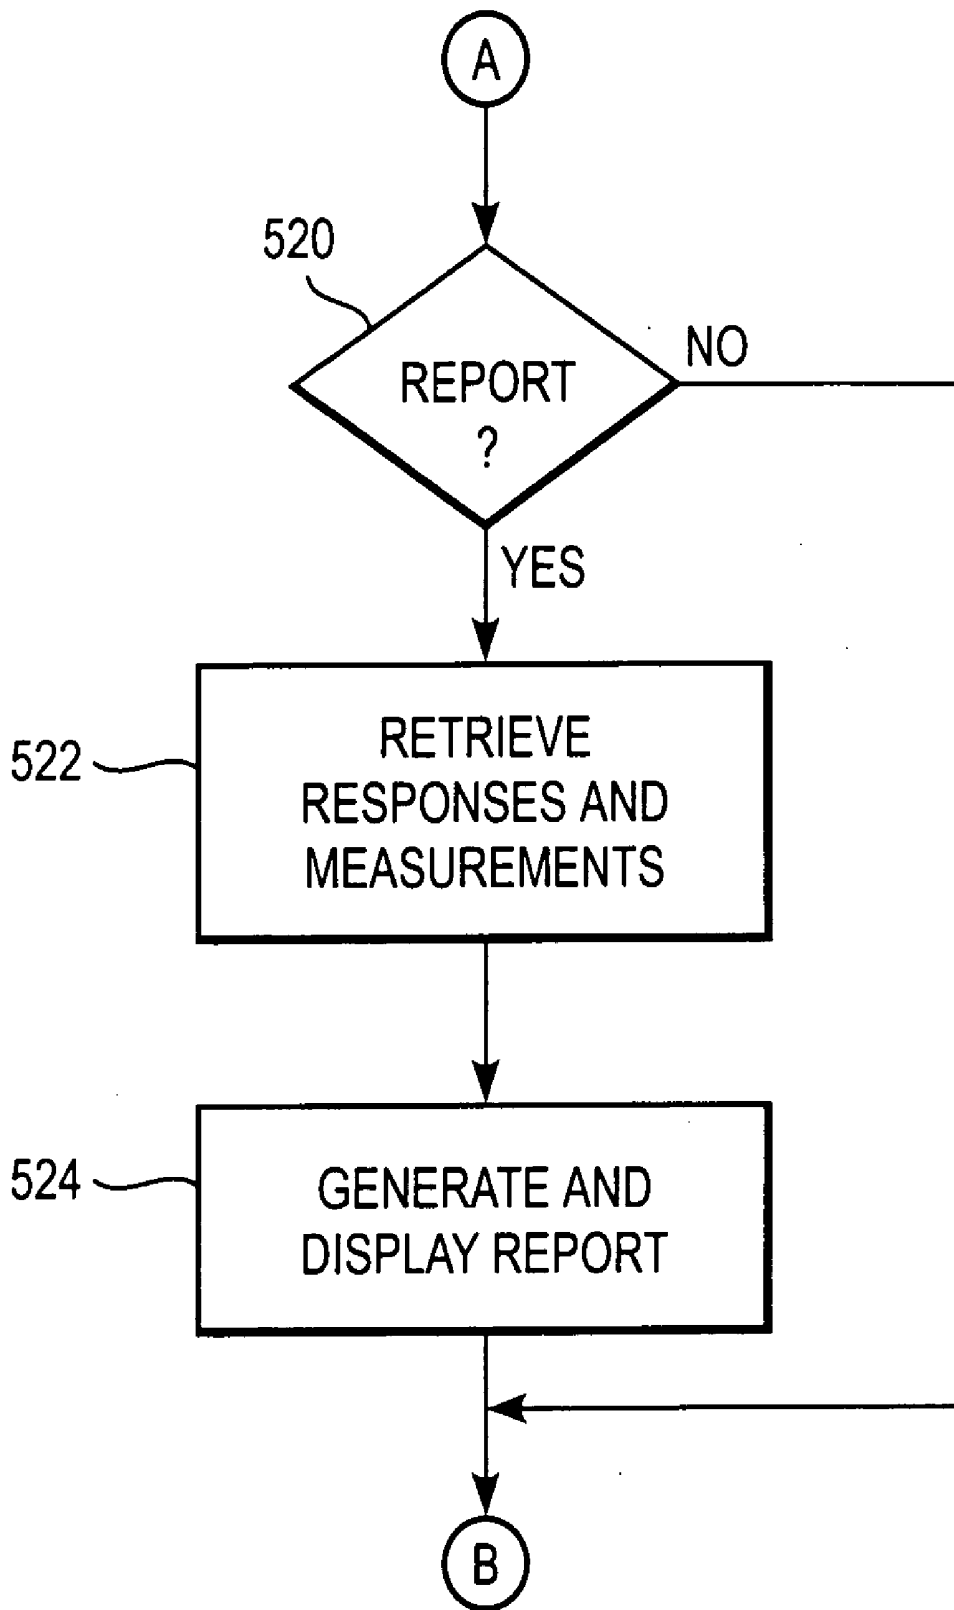 A
520
REPORT
?
NO
YES
522
RETRIEVE
RESPONSES AND
MEASUREMENTS
524
GENERATE AND
DISPLAY REPORT
B